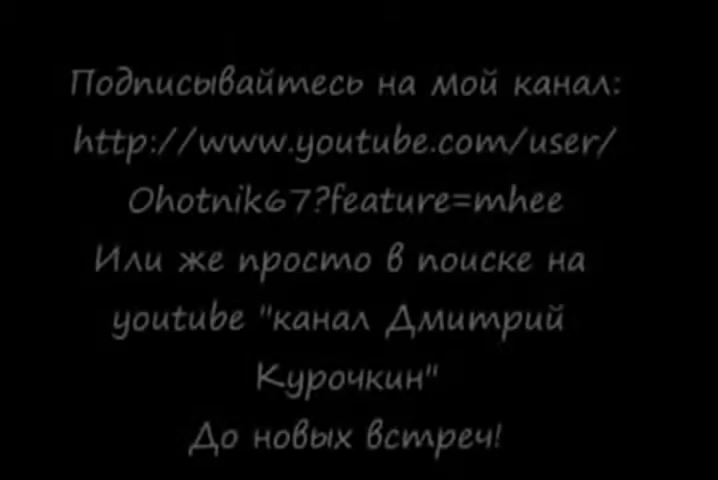 Подписывайтесь на мой канал:
http://www.youtube.com/user/
Ohotnik67?feature=mhee
Или же просто в поиске на
youtube "канал Дмитрий
Курочкин"
До новых встреч!